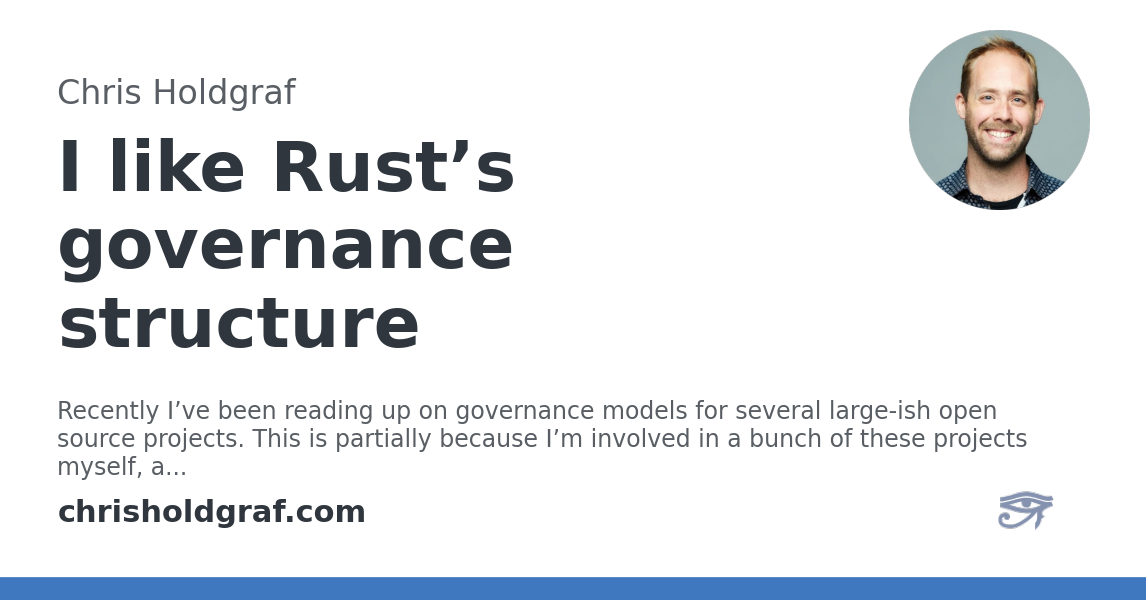 Chris Holdgraf
I like Rust’s
governance
structure
Recently I’ve been reading up on governance models for several large-ish open
source projects. This is partially because I’m involved in a bunch of these projects
myself, a...
chrisholdgraf.com